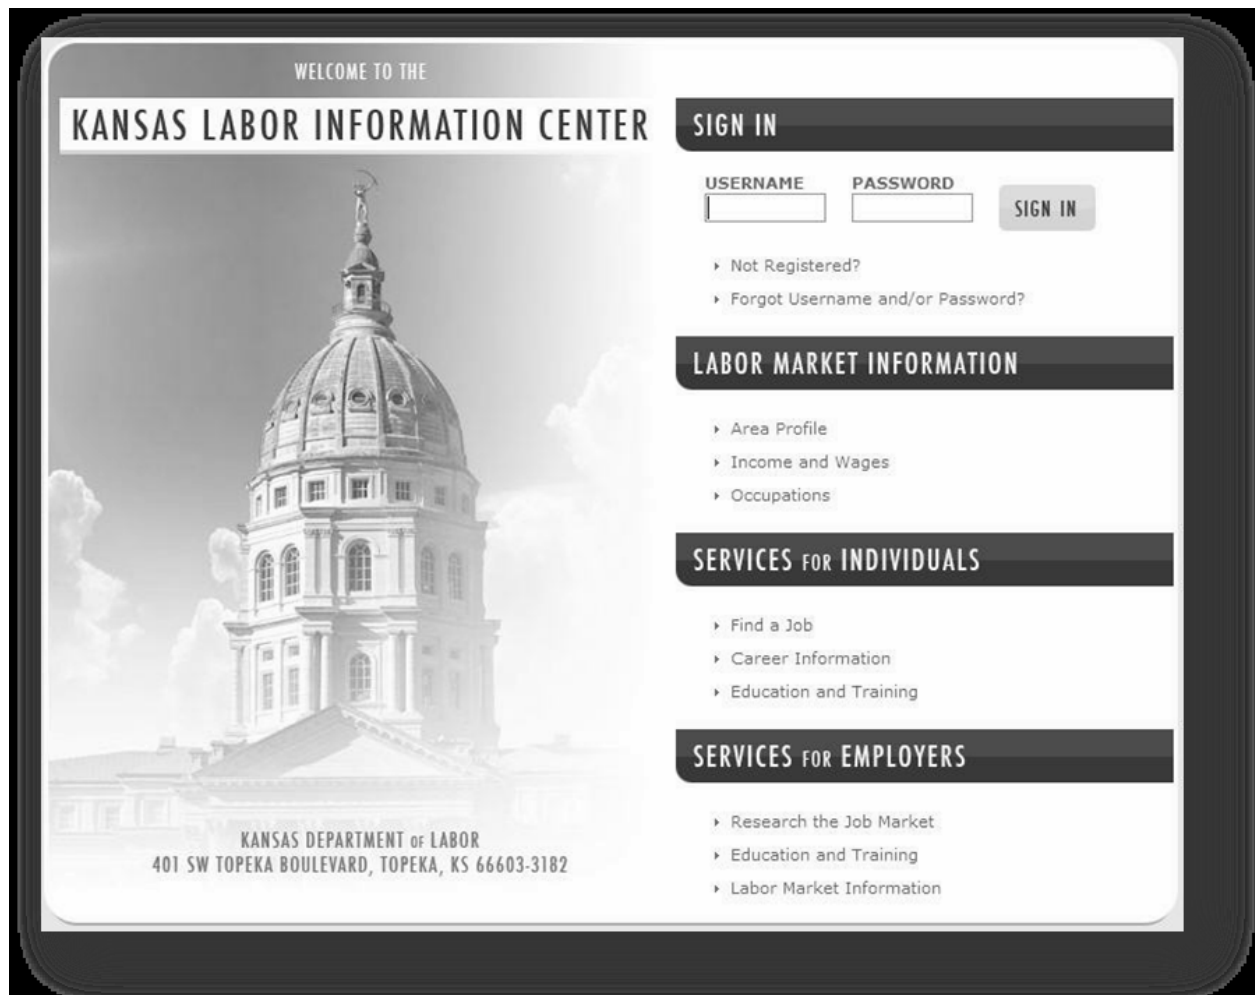 WELCOME TO THE
KANSAS LABOR INFORMATION CENTER
KANSAS DEPARTMENT OF LABOR
401 SW TOPEKA BOULEVARD, TOPEKA, KS 66603-3182
SIGN IN
USERNAME PASSWORD
SIGN IN
Not Registered?
Forgot Username and/or Password?
LABOR MARKET INFORMATION
Area Profile
Income and Wages
Occupations
SERVICES FOR INDIVIDUALS
Find a Job
Career Information
Education and Training
SERVICES FOR EMPLOYERS
Research the Job Market
Education and Training
Labor Market Information